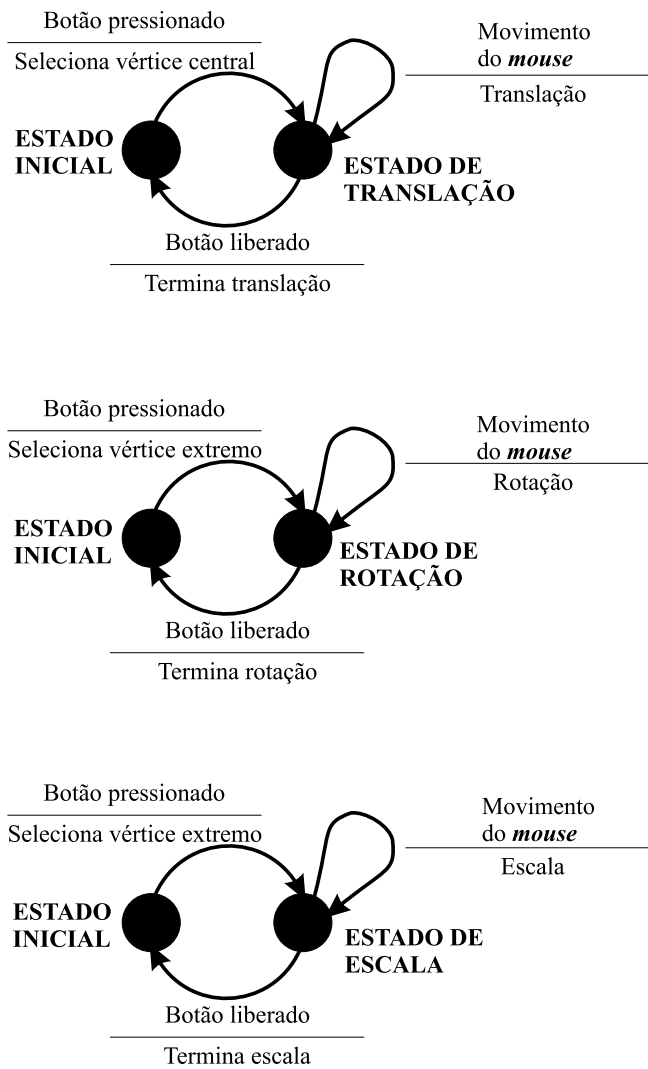 Botão pressionado
Seleciona vértice central
Movimento
do mouse
Translação
ESTADO
INICIAL
ESTADO DE
TRANSLAÇÃO
Botão liberado
Termina translação
Botão pressionado
Seleciona vértice extremo
Movimento
do mouse
Rotação
ESTADO
INICIAL
ESTADO DE
ROTAÇÃO
Botão liberado
Termina rotação
Botão pressionado
Seleciona vértice extremo
Movimento
do mouse
Escala
ESTADO
INICIAL
ESTADO DE
ESCALA
Botão liberado
Termina escala